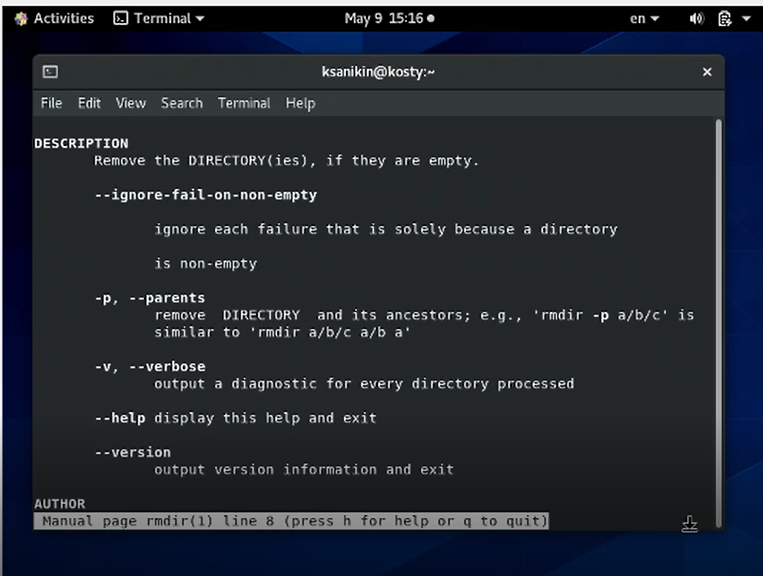 Activities Terminal May 9 15:16 en
ksanikin@kosty:~
File Edit View Search Terminal Help
DESCRIPTION
Remove the DIRECTORY(ies), if they are empty.
--ignore-fail-on-non-empty
ignore each failure that is solely because a directory
is non-empty
-p, --parents
remove  DIRECTORY  and its ancestors; e.g., 'rmdir -p a/b/c' is
similar to 'rmdir a/b/c a/b a'
-v, --verbose
output a diagnostic for every directory processed
--help display this help and exit
--version
output version information and exit
AUTHOR
Manual page rmdir(1) line 8 (press h for help or q to quit)